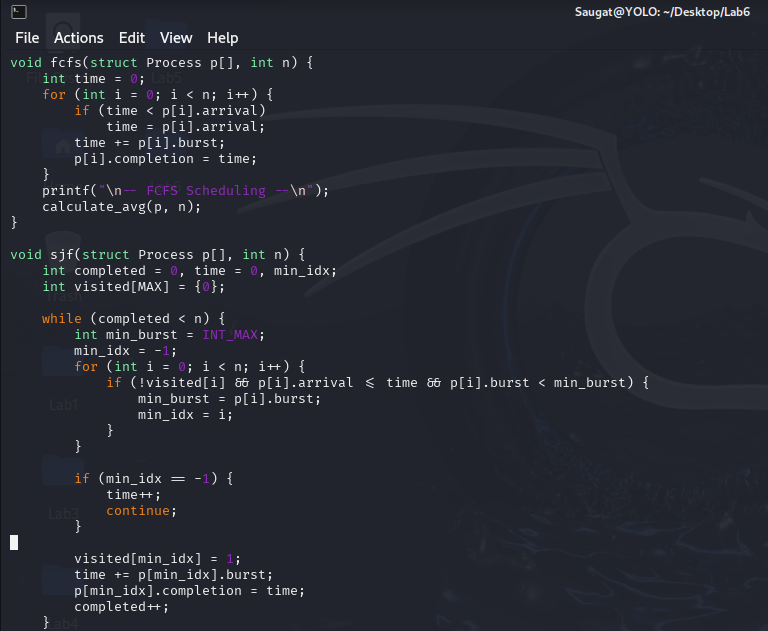 Saugat@YOLO: ~/Desktop/Lab6
File Actions Edit View Help
void fcfs(struct Process p[], int n) {
    int time = 0;
    for (int i = 0; i < n; i++) {
        if (time < p[i].arrival)
            time = p[i].arrival;
        time += p[i].burst;
        p[i].completion = time;
    }
    printf("\n-- FCFS Scheduling --\n");
    calculate_avg(p, n);
}

void sjf(struct Process p[], int n) {
    int completed = 0, time = 0, min_idx;
    int visited[MAX] = {0};
Trash
    while (completed < n) {
        int min_burst = INT_MAX;
        min_idx = -1;
        for (int i = 0; i < n; i++) {
            if (!visited[i] && p[i].arrival <= time && p[i].burst < min_burst) {
                min_burst = p[i].burst;
Lab1
                min_idx = i;
            }
        }

        if (min_idx == -1) {
            time++;
            continue;
Lab3
        }

        visited[min_idx] = 1;
        time += p[min_idx].burst;
        p[min_idx].completion = time;
        completed++;
    }
Lab4